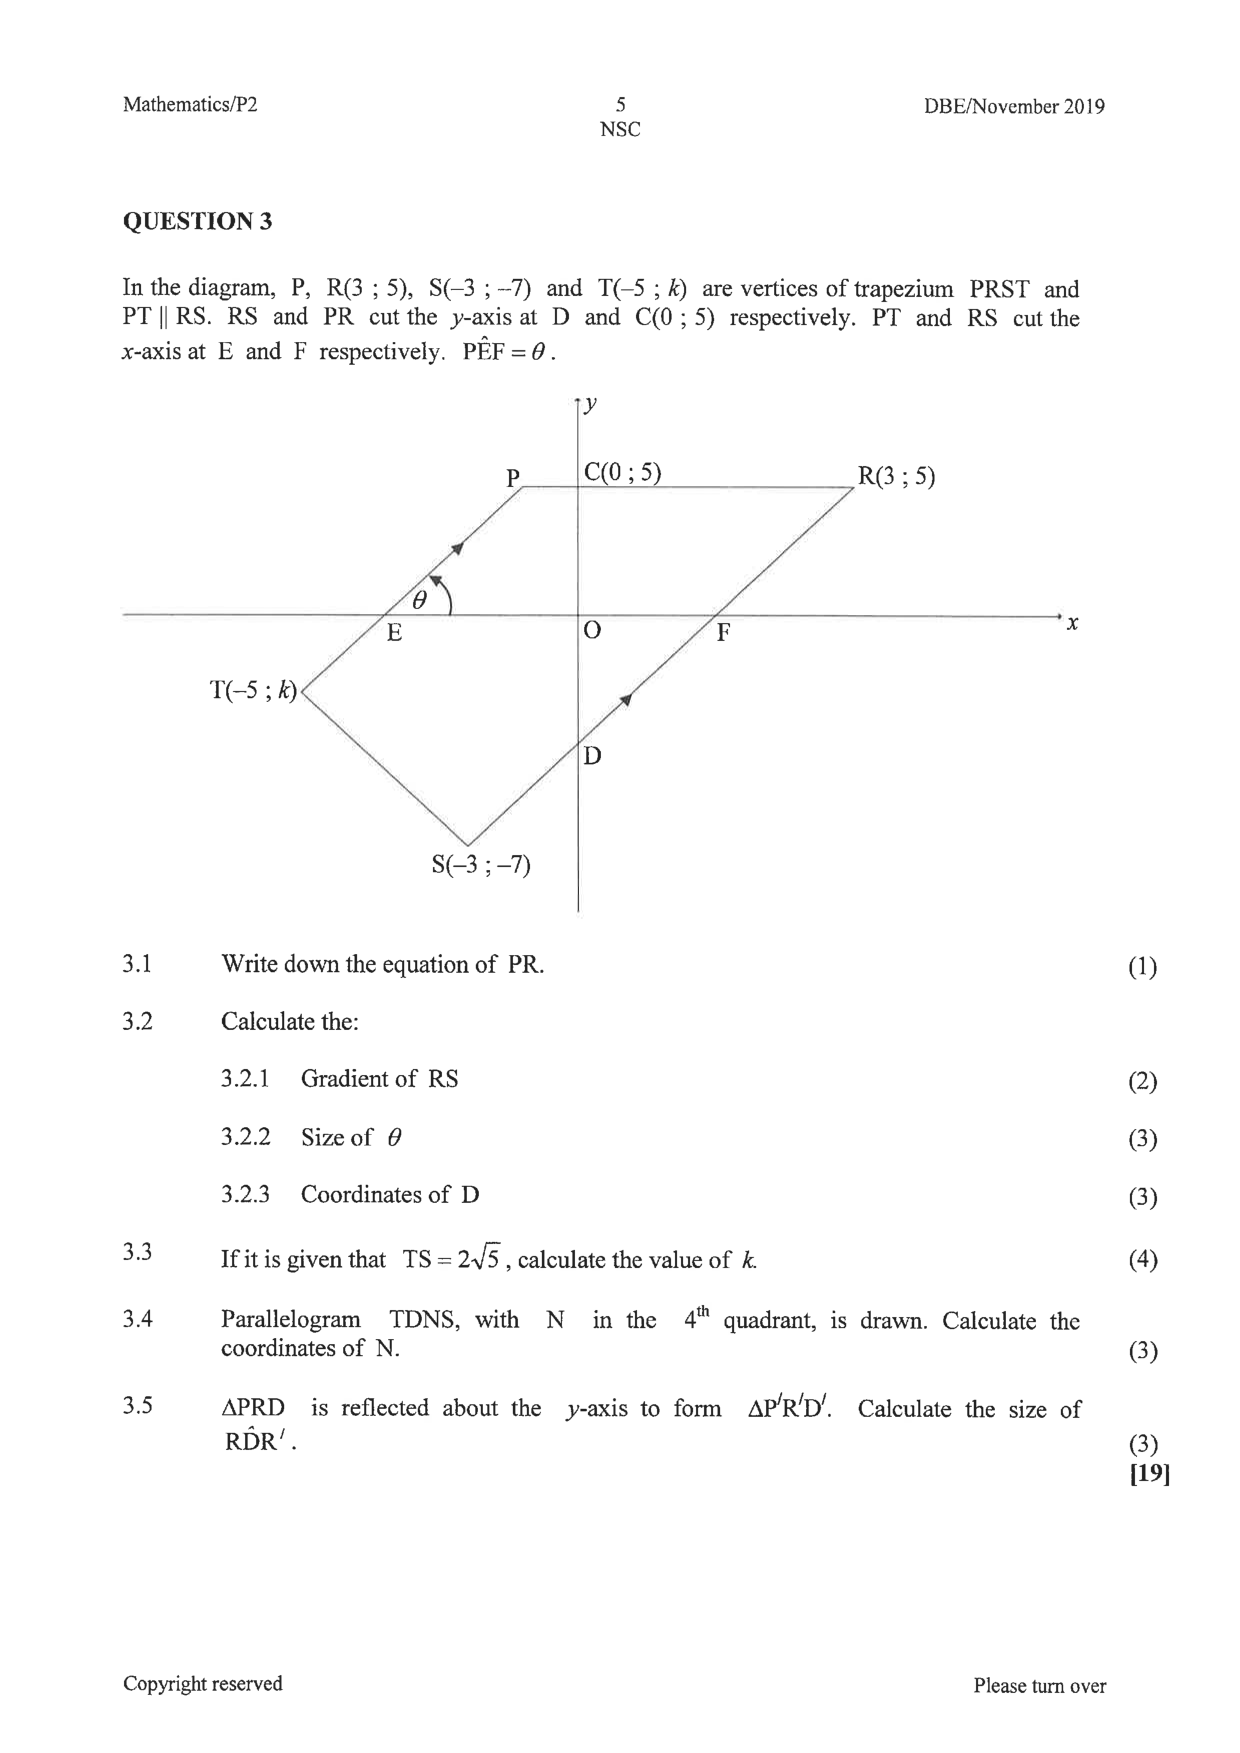 Mathematics/P2
5
DBE/November 2019
NSC
QUESTION 3
In the diagram, P, R(3 ; 5), S(–3 ; –7) and T(–5 ; k) are vertices of trapezium PRST and
PT || RS. RS and PR cut the y-axis at D and C(0 ; 5) respectively. PT and RS cut the
x-axis at E and F respectively. PÊF = θ .
y
P
C(0 ; 5)
R(3 ; 5)
θ
E
O
F
x
T(–5 ; k)
D
S(–3 ; –7)
3.1 Write down the equation of PR. (1)
3.2 Calculate the:
3.2.1 Gradient of RS (2)
3.2.2 Size of θ (3)
3.2.3 Coordinates of D (3)
3.3 If it is given that TS = 2√5 , calculate the value of k. (4)
3.4 Parallelogram TDNS, with N in the 4th quadrant, is drawn. Calculate the
coordinates of N. (3)
3.5 ΔPRD is reflected about the y-axis to form ΔP/R/D/. Calculate the size of
RD̂R/ . (3)
[19]
Copyright reserved
Please turn over